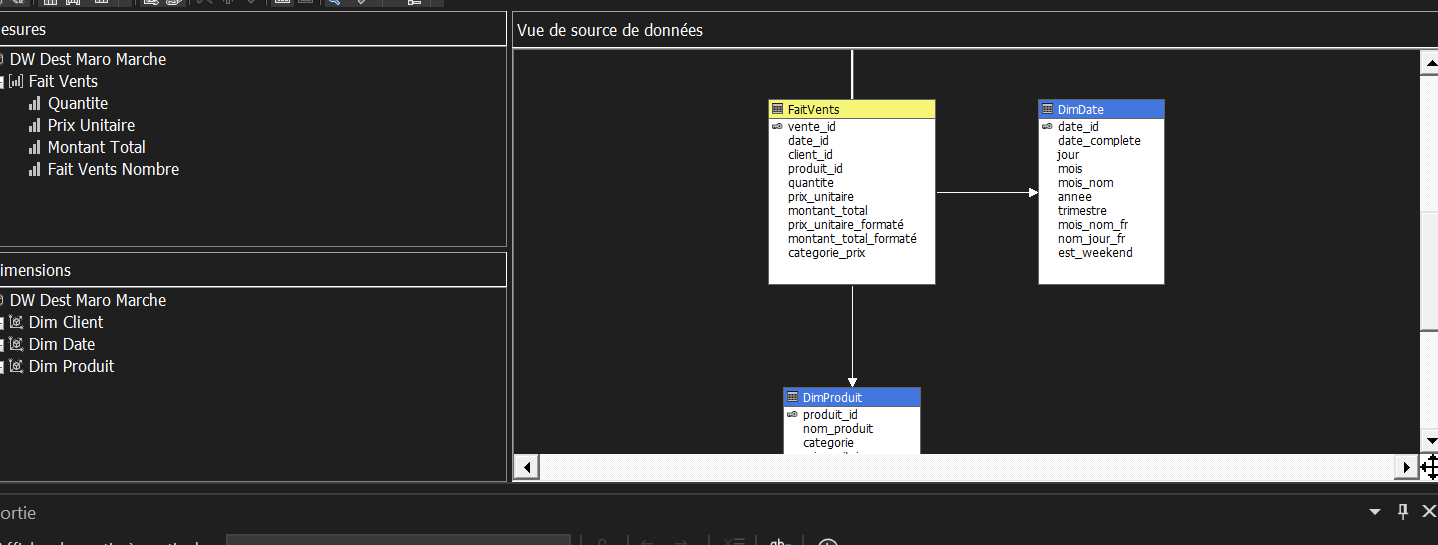 esures
DW Dest Maro Marche
Fait Vents
Quantite
Prix Unitaire
Montant Total
Fait Vents Nombre
imensions
DW Dest Maro Marche
Dim Client
Dim Date
Dim Produit
Vue de source de données
FaitVents
vente_id
date_id
client_id
produit_id
quantite
prix_unitaire
montant_total
prix_unitaire_formaté
montant_total_formaté
categorie_prix
DimDate
date_id
date_complete
jour
mois
mois_nom
annee
trimestre
mois_nom_fr
nom_jour_fr
est_weekend
DimProduit
produit_id
nom_produit
categorie
ortie